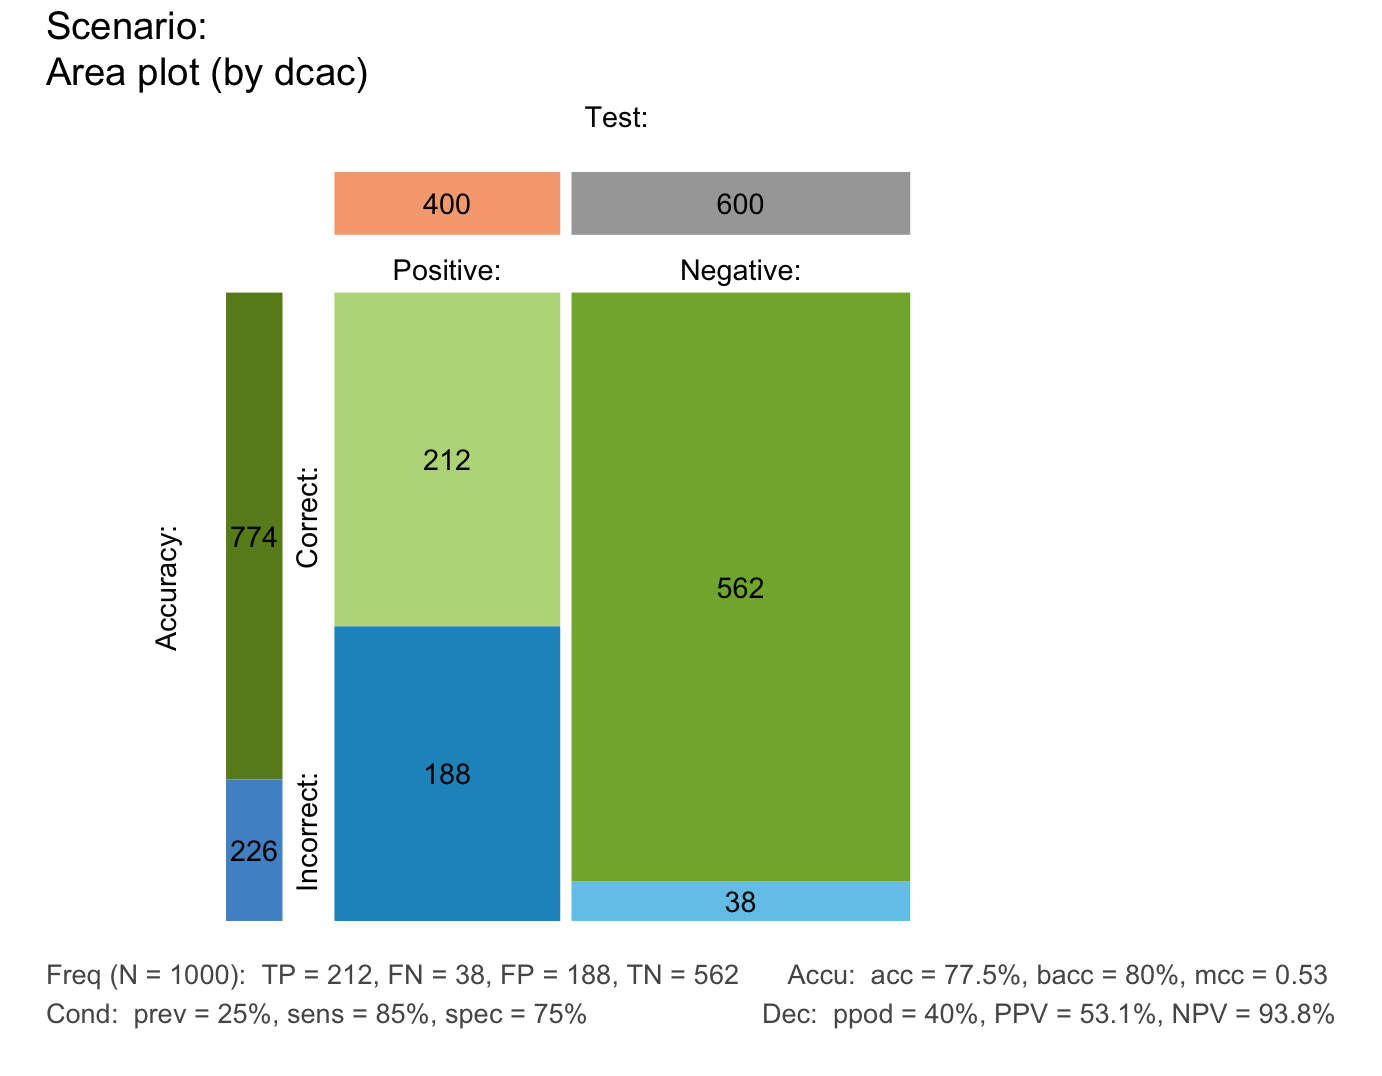 Scenario:
Area plot (by dcac)
Test:
400
600
Positive:
Negative:
Accuracy:
774
226
Correct:
Incorrect:
212
562
188
38
Freq (N = 1000):  TP = 212, FN = 38, FP = 188, TN = 562
Accu:  acc = 77.5%, bacc = 80%, mcc = 0.53
Cond:  prev = 25%, sens = 85%, spec = 75%
Dec:  ppod = 40%, PPV = 53.1%, NPV = 93.8%